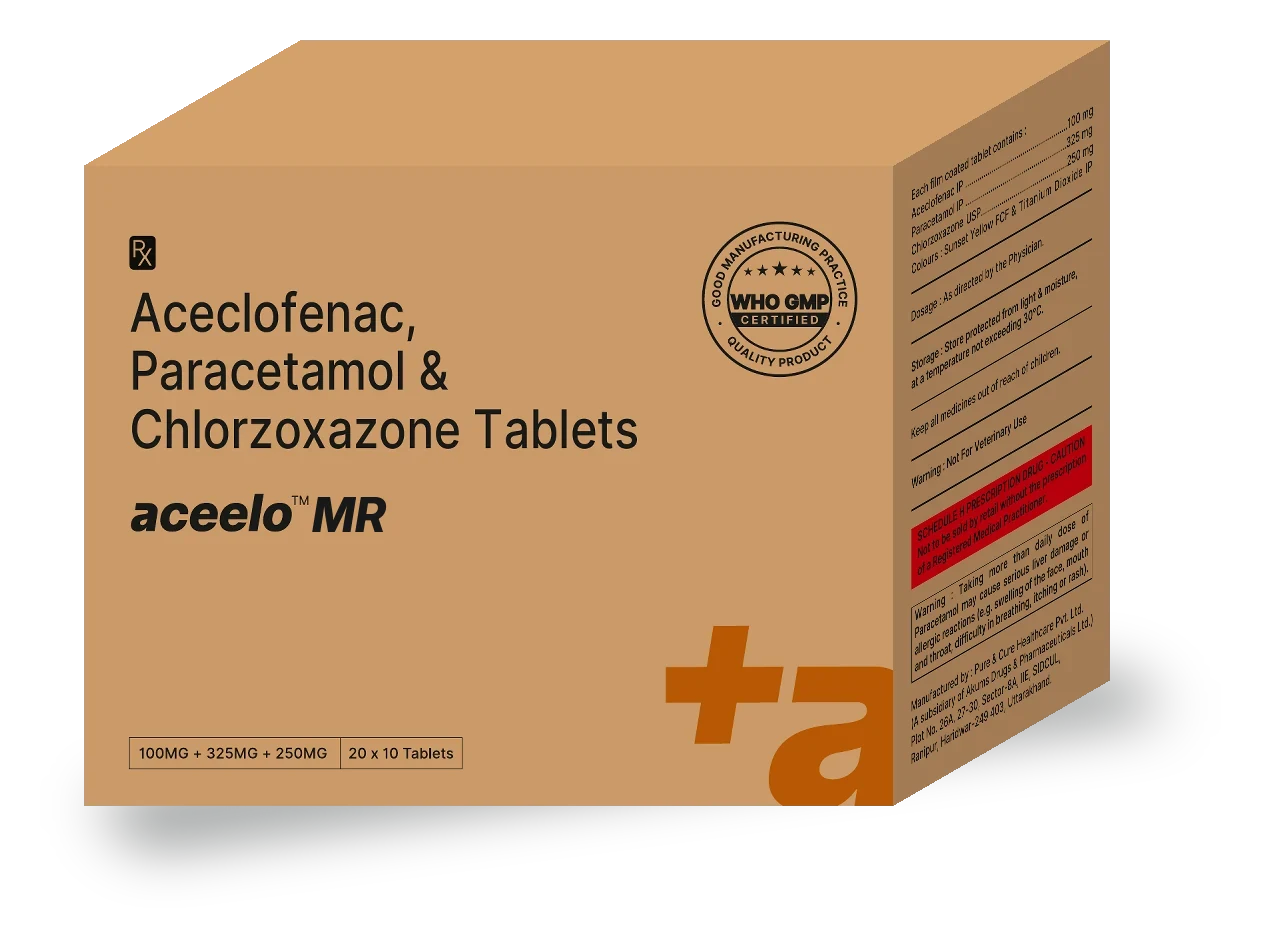 Rx
Aceclofenac,
Paracetamol &
Chlorzoxazone Tablets
aceelo™ MR
100MG + 325MG + 250MG
20 x 10 Tablets
GOOD MANUFACTURING PRACTICE
WHO GMP
CERTIFIED
QUALITY PRODUCT
+a
Each film coated tablet contains :
Aceclofenac IP ........................ 100 mg
Paracetamol IP ........................ 325 mg
Chlorzoxazone USP ........................ 250 mg
Colours : Sunset Yellow FCF & Titanium Dioxide IP
Dosage : As directed by the Physician.
Storage : Store protected from light & moisture,
at a temperature not exceeding 30°C.
Keep all medicines out of reach of children.
Warning : Not For Veterinary Use
SCHEDULE H PRESCRIPTION DRUG - CAUTION
Not to be sold by retail without the prescription
of a Registered Medical Practitioner.
Warning : Taking more than daily dose of
Paracetamol may cause serious liver damage or
allergic reactions (e.g. swelling of the face, mouth
and throat, difficulty in breathing, itching or rash).
Manufactured by : Pure & Cure Healthcare Pvt. Ltd.
(A subsidiary of Akums Drugs & Pharmaceuticals Ltd.)
Plot No. 26A, 27-30, Sector-8A, IIE, SIDCUL,
Ranipur, Haridwar-249 403, Uttarakhand.